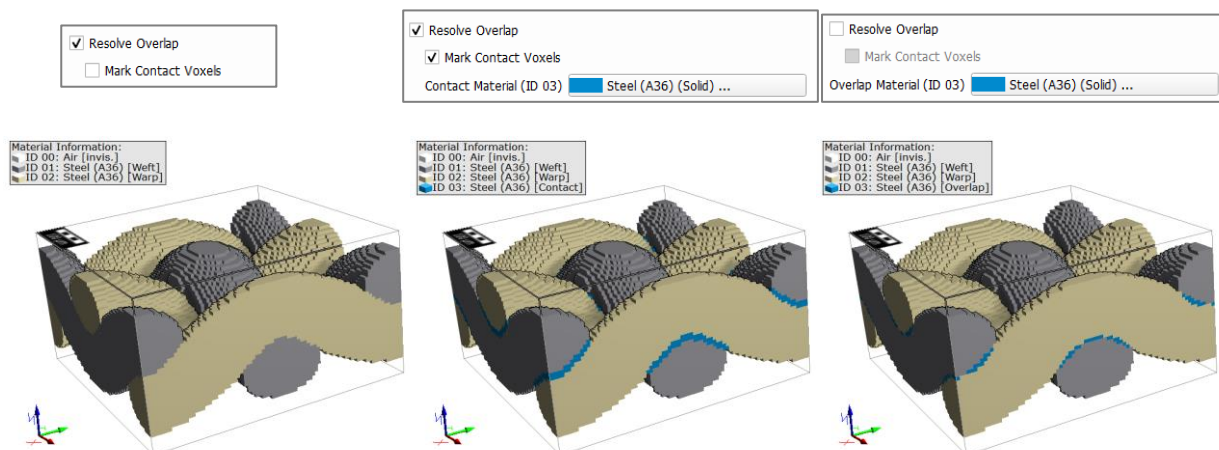 Resolve Overlap
Mark Contact Voxels
Resolve Overlap
Mark Contact Voxels
Contact Material (ID 03) Steel (A36) (Solid) ...
Resolve Overlap
Mark Contact Voxels
Overlap Material (ID 03) Steel (A36) (Solid) ...
Material Information:
ID 00: Air [invis.]
ID 01: Steel (A36) [Weft]
ID 02: Steel (A36) [Warp]
Material Information:
ID 00: Air [invis.]
ID 01: Steel (A36) [Weft]
ID 02: Steel (A36) [Warp]
ID 03: Steel (A36) [Contact]
Material Information:
ID 00: Air [invis.]
ID 01: Steel (A36) [Weft]
ID 02: Steel (A36) [Warp]
ID 03: Steel (A36) [Overlap]